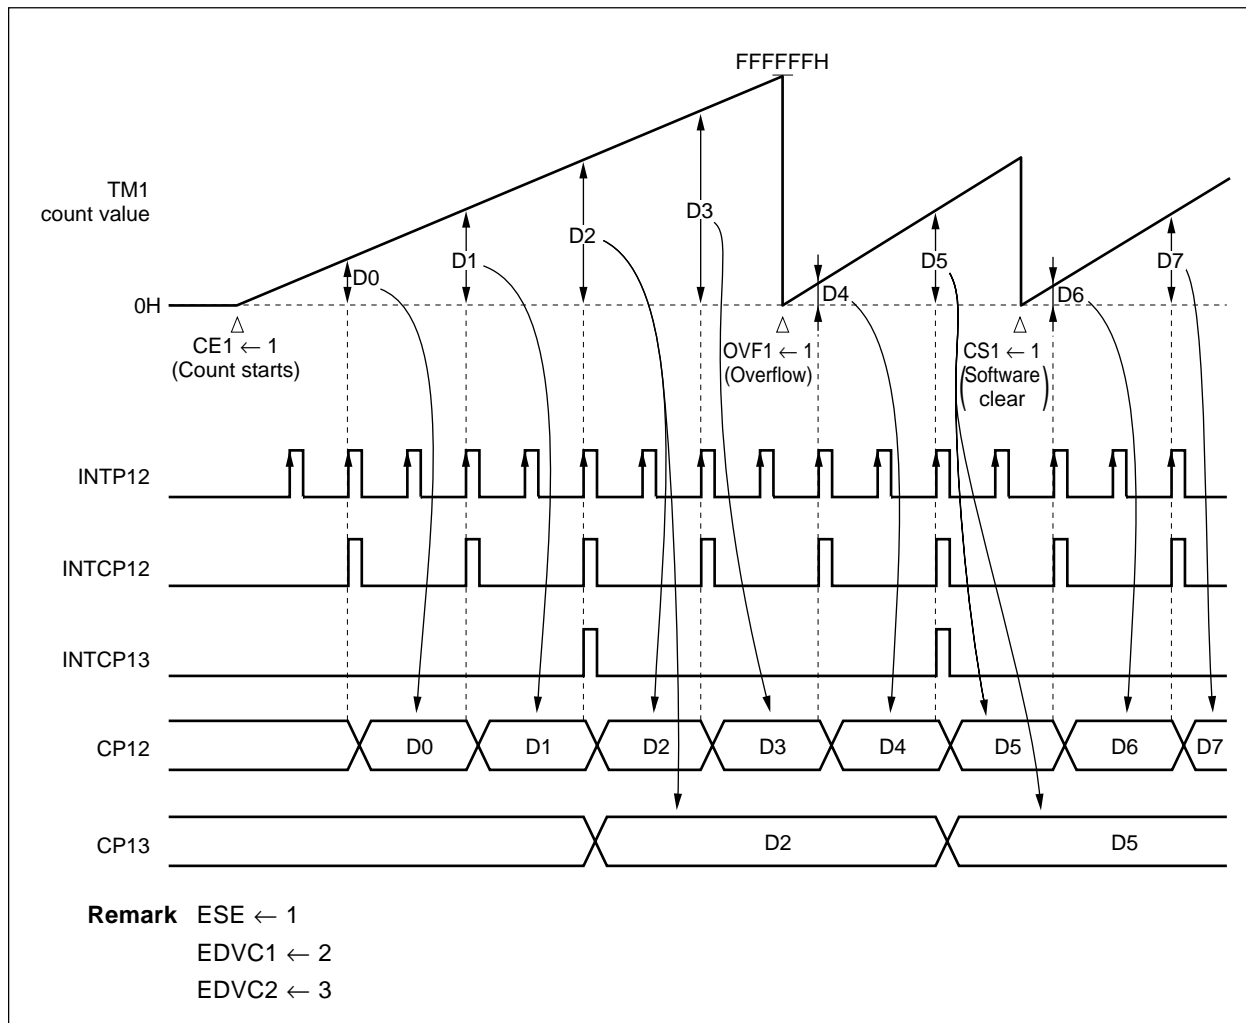 FFFFFFH
TM1
count value
D0
D1
D2
D3
D4
D5
D6
D7
0H
CE1 ← 1
(Count starts)
OVF1 ← 1
(Overflow)
CS1 ← 1
(Software
clear)
INTP12
INTCP12
INTCP13
CP12
D0
D1
D2
D3
D4
D5
D6
D7
CP13
D2
D5
Remark ESE ← 1
EDVC1 ← 2
EDVC2 ← 3